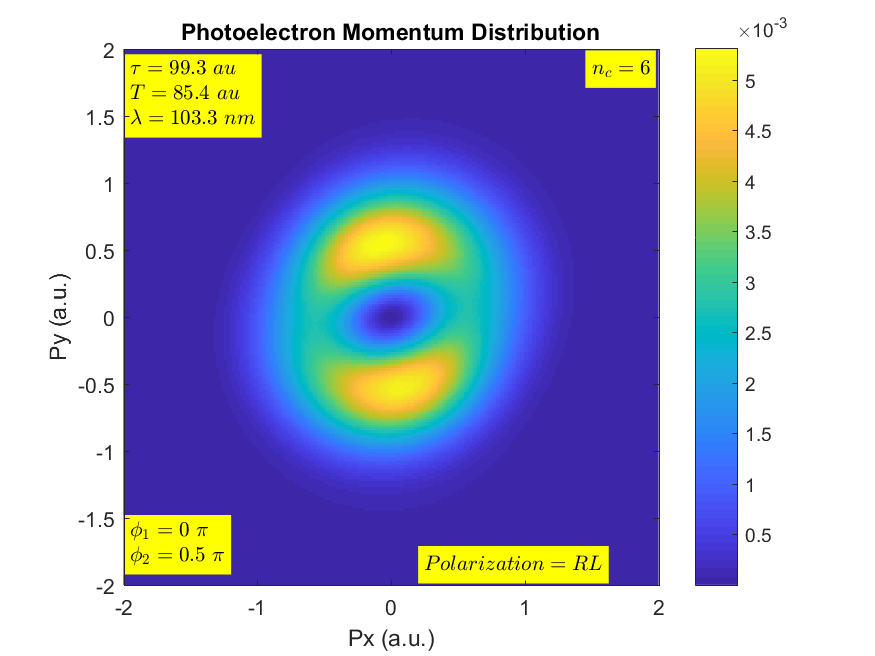 Photoelectron Momentum Distribution
×10⁻³
τ = 99.3 au
T = 85.4 au
λ = 103.3 nm
n_c = 6
2
1.5
1
0.5
0
-0.5
-1
-1.5
-2
Py (a.u.)
5
4.5
4
3.5
3
2.5
2
1.5
1
0.5
ϕ₁ = 0 π
ϕ₂ = 0.5 π
Polarization = RL
-2 -1 0 1 2
Px (a.u.)